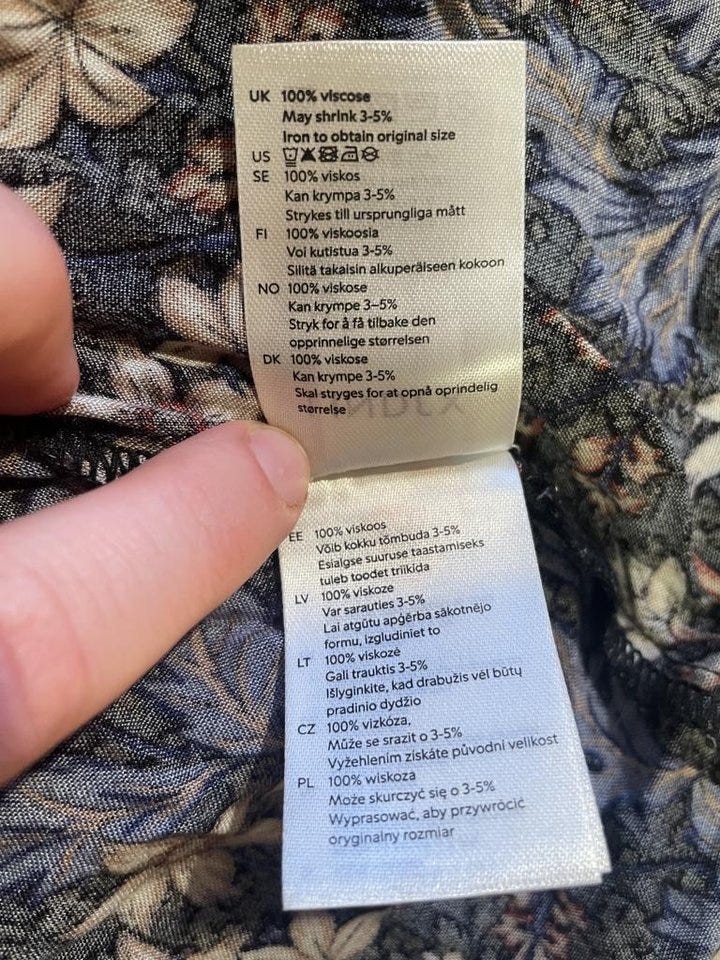 UK 100% viscose
May shrink 3-5%
Iron to obtain original size
US
SE 100% viskos
Kan krympa 3-5%
Strykes till ursprungliga mått
FI 100% viskoosia
Voi kutistua 3-5%
Silitä takaisin alkuperäiseen kokoon
NO 100% viskose
Kan krympe 3–5%
Stryk for å få tilbake den
opprinnelige størrelsen
DK 100% viskose
Kan krympe 3-5%
Skal stryges for at opnå oprindelig
størrelse
EE 100% viskoos
Võib kokku tõmbuda 3-5%
Esialgse suuruse taastamiseks
tuleb toodet triikida
LV 100% viskoze
Var sarauties 3-5%
Lai atgūtu apģērba sākotnējo
formu, izgludiniet to
LT 100% viskozė
Gali trauktis 3-5%
Išlyginkite, kad drabužis vėl būtų
pradinio dydžio
CZ 100% vizkóza,
Může se srazit o 3-5%
Vyžehlením získáte původní velikost
PL 100% wiskoza
Może skurczyć się o 3-5%
Wyprasować, aby przywrócić
oryginalny rozmiar